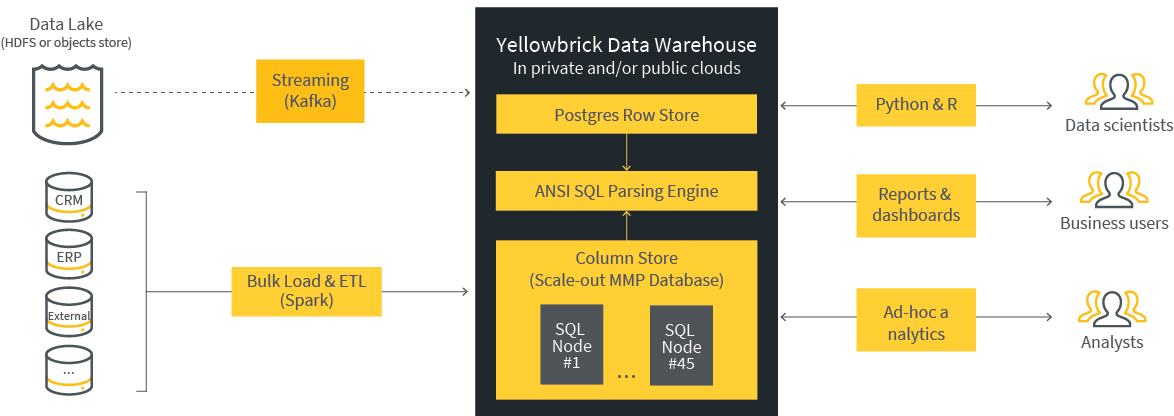 Data Lake
(HDFS or objects store)
Streaming
(Kafka)
CRM
ERP
External
...
Bulk Load & ETL
(Spark)
Yellowbrick Data Warehouse
In private and/or public clouds
Postgres Row Store
ANSI SQL Parsing Engine
Column Store
(Scale-out MMP Database)
SQL
Node
#1
...
SQL
Node
#45
Python & R
Data scientists
Reports &
dashboards
Business users
Ad-hoc a
nalytics
Analysts